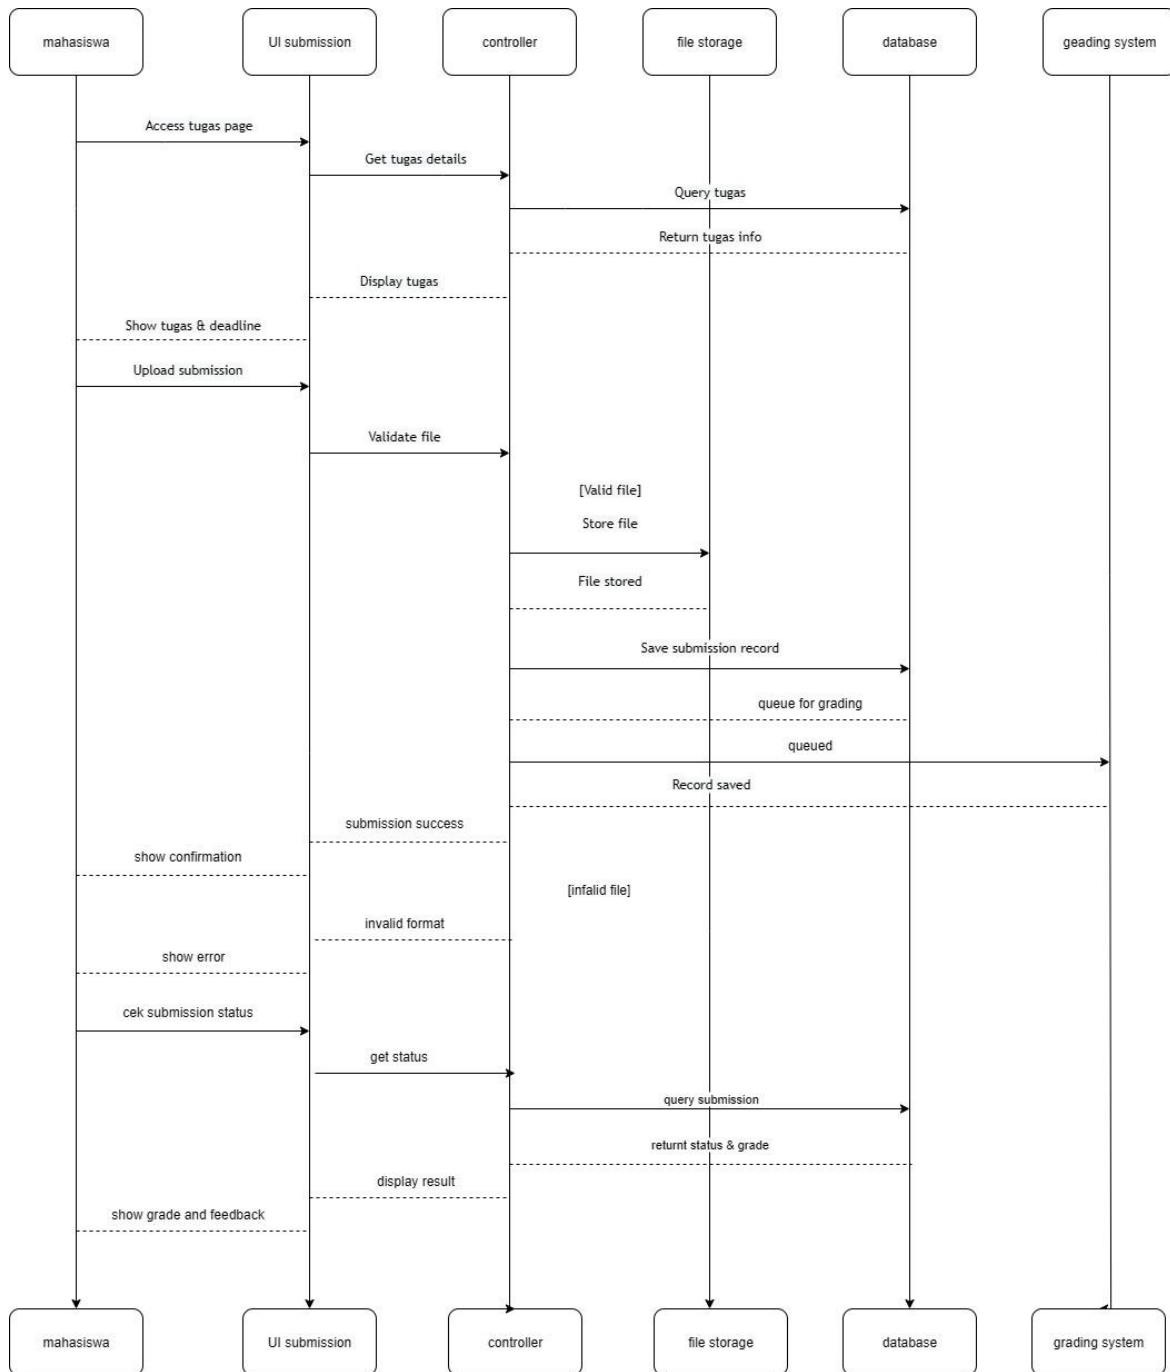 mahasiswa
UI submission
controller
file storage
database
geading system
Access tugas page
Get tugas details
Query tugas
Return tugas info
Display tugas
Show tugas & deadline
Upload submission
Validate file
[Valid file]
Store file
File stored
Save submission record
queue for grading
queued
Record saved
submission success
show confirmation
[infalid file]
invalid format
show error
cek submission status
get status
query submission
returnt status & grade
display result
show grade and feedback
mahasiswa
UI submission
controller
file storage
database
grading system